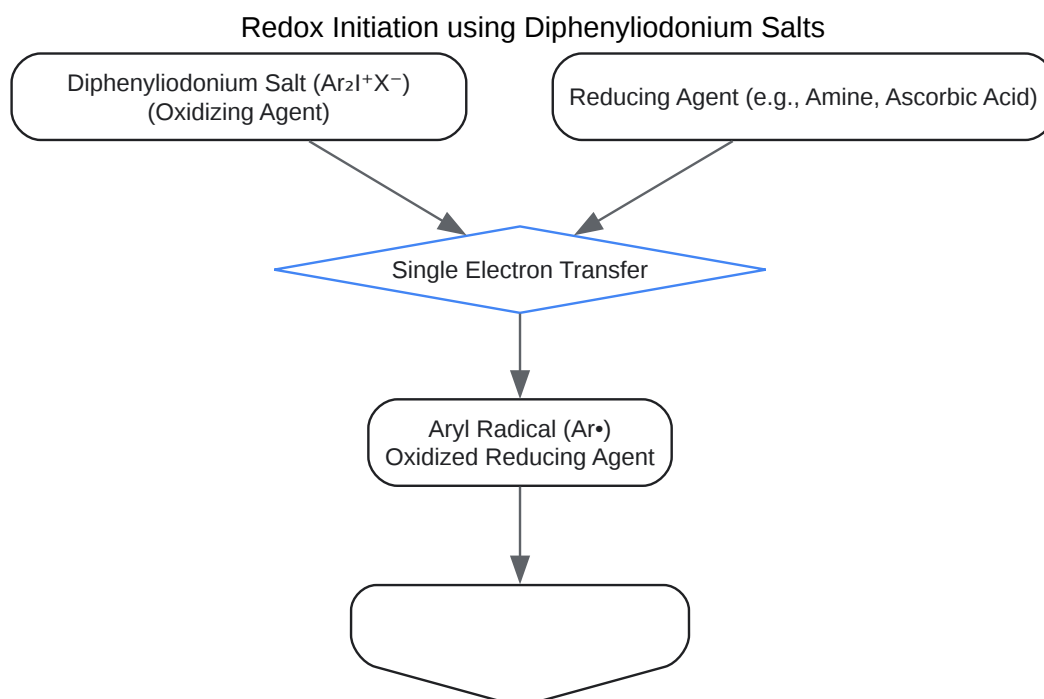 Redox Initiation using Diphenyliodonium Salts
Diphenyliodonium Salt (Ar₂I⁺X⁻)
(Oxidizing Agent)
Reducing Agent (e.g., Amine, Ascorbic Acid)
Single Electron Transfer
Aryl Radical (Ar•)
Oxidized Reducing Agent